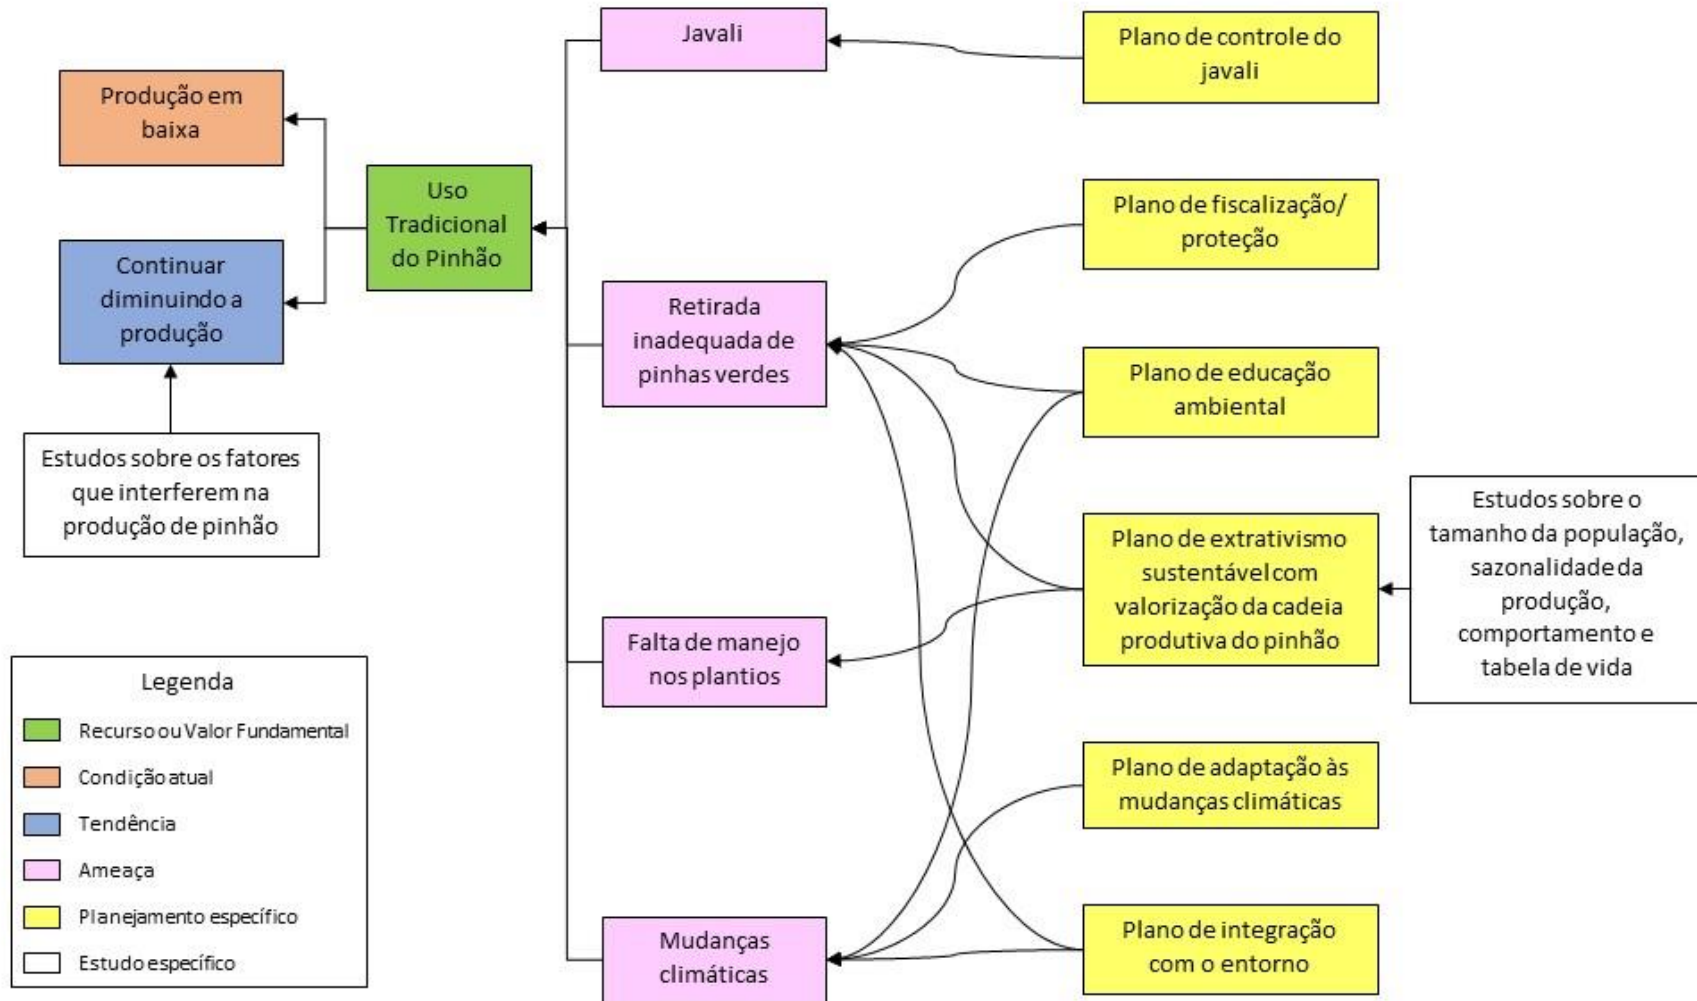 Produção em
baixa
Continuar
diminuindo a
produção
Estudos sobre os fatores
que interferem na
produção de pinhão
Uso
Tradicional
do Pinhão
Javali
Retirada
inadequada de
pinhas verdes
Falta de manejo
nos plantios
Mudanças
climáticas
Plano de controle do
javali
Plano de fiscalização/
proteção
Plano de educação
ambiental
Plano de extrativismo
sustentável com
valorização da cadeia
produtiva do pinhão
Plano de adaptação às
mudanças climáticas
Plano de integração
com o entorno
Estudos sobre o
tamanho da população,
sazonalidade da
produção,
comportamento e
tabela de vida
Legenda
Recurso ou Valor Fundamental
Condição atual
Tendência
Ameaça
Planejamento específico
Estudo específico